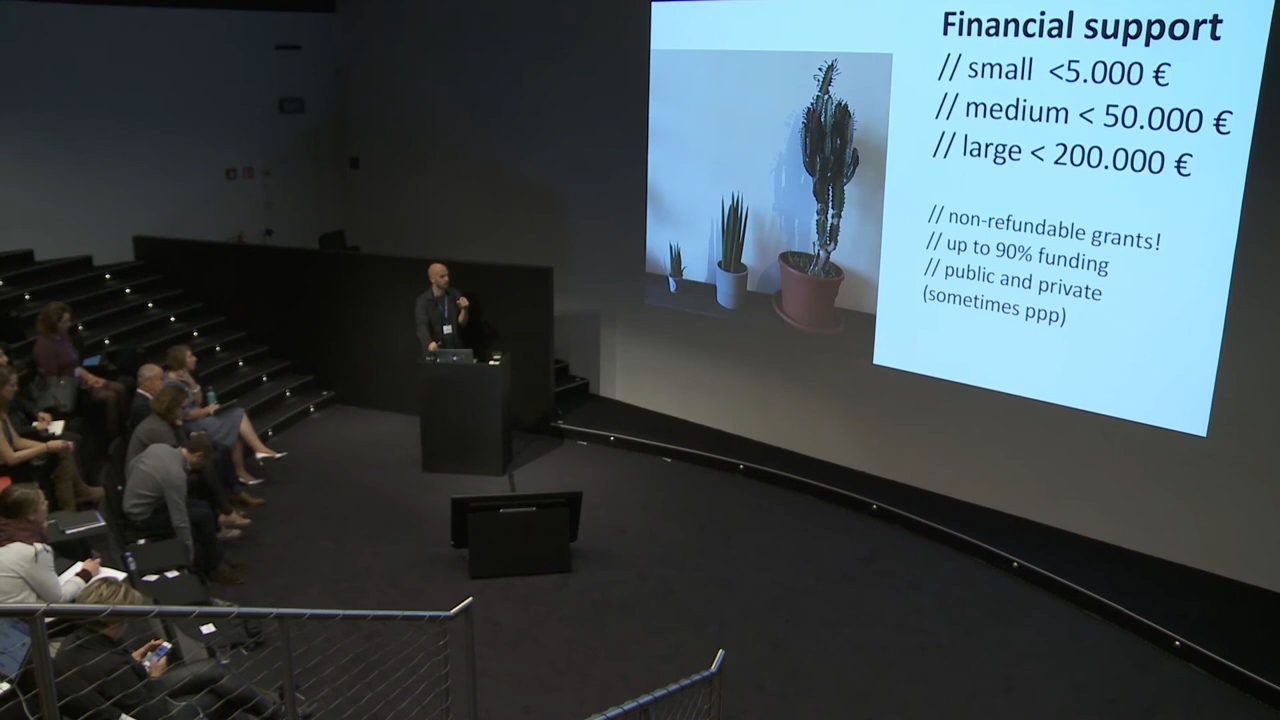 Financial support
// small <5.000 €
// medium < 50.000 €
// large < 200.000 €
// non-refundable grants!
// up to 90% funding
// public and private
(sometimes ppp)